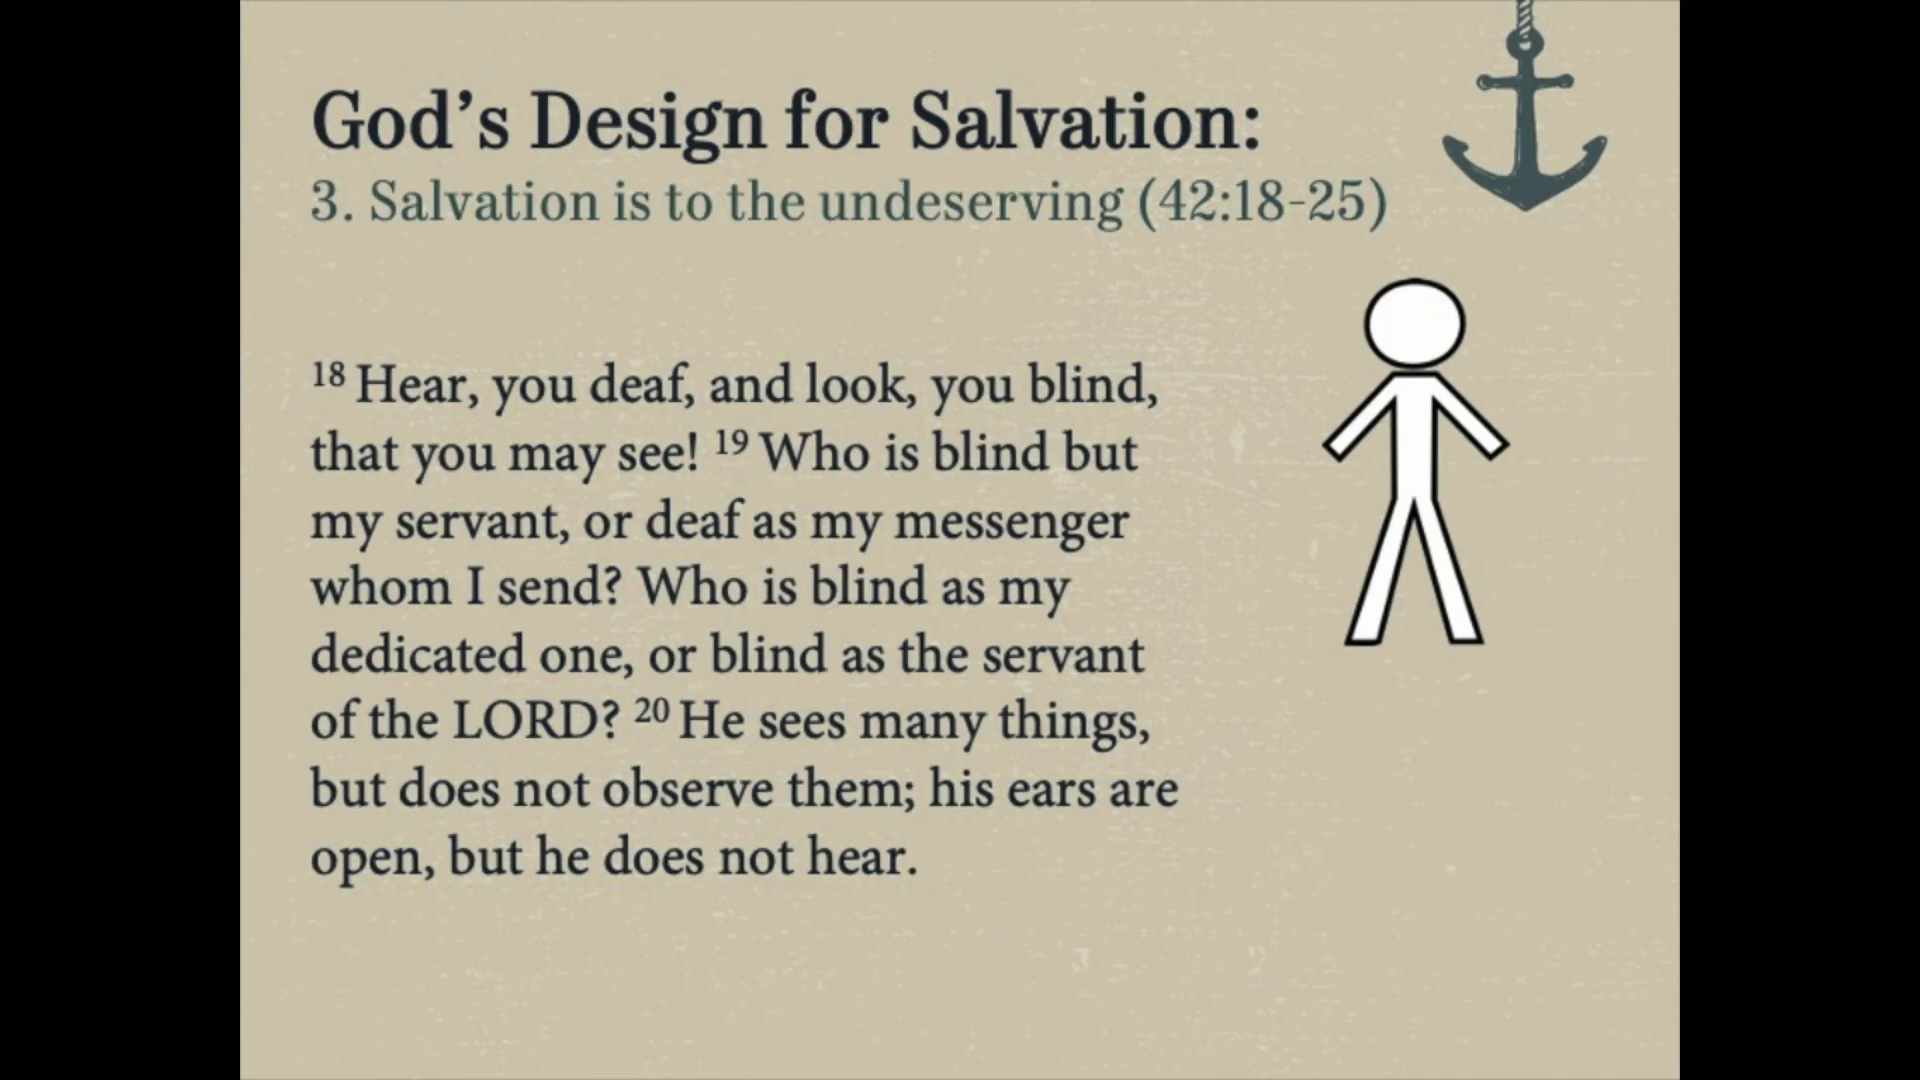 God’s Design for Salvation:
3. Salvation is to the undeserving (42:18-25)
18 Hear, you deaf, and look, you blind,
that you may see! 19 Who is blind but
my servant, or deaf as my messenger
whom I send? Who is blind as my
dedicated one, or blind as the servant
of the LORD? 20 He sees many things,
but does not observe them; his ears are
open, but he does not hear.